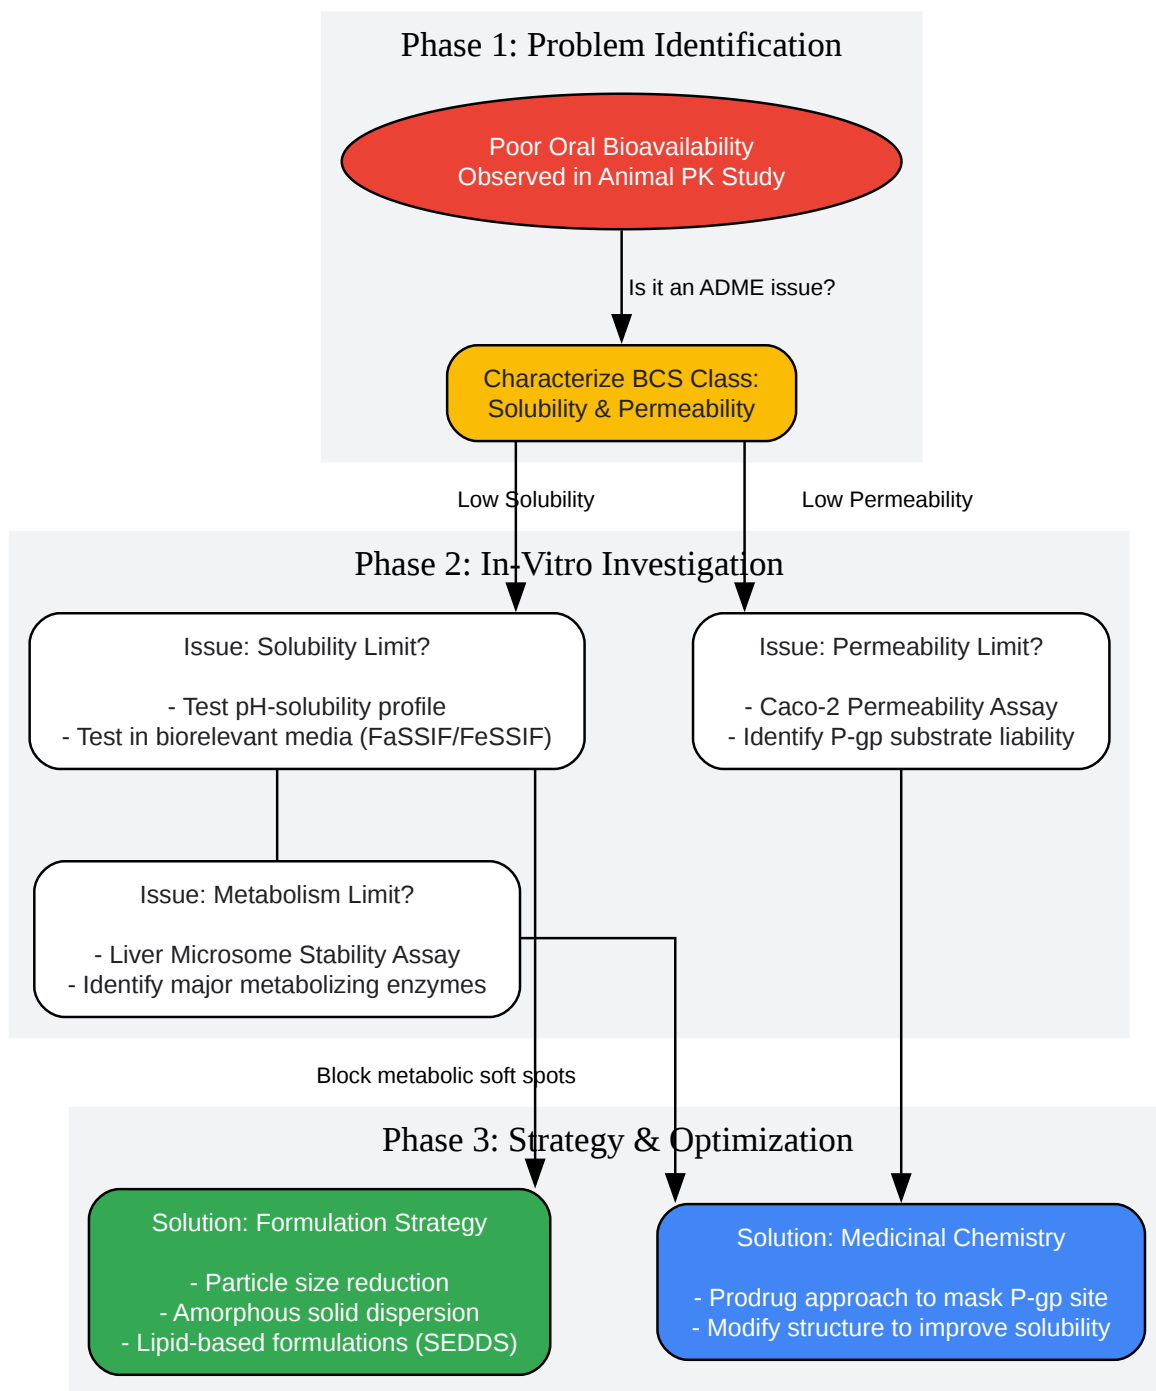 Phase 1: Problem Identification
Poor Oral Bioavailability
Observed in Animal PK Study
Is it an ADME issue?
Characterize BCS Class:
Solubility & Permeability
Low Solubility
Low Permeability
Phase 2: In-Vitro Investigation
Issue: Solubility Limit?
- Test pH-solubility profile
- Test in biorelevant media (FaSSIF/FeSSIF)
Issue: Permeability Limit?
- Caco-2 Permeability Assay
- Identify P-gp substrate liability
Issue: Metabolism Limit?
- Liver Microsome Stability Assay
- Identify major metabolizing enzymes
Block metabolic soft spots
Phase 3: Strategy & Optimization
Solution: Formulation Strategy
- Particle size reduction
- Amorphous solid dispersion
- Lipid-based formulations (SEDDS)
Solution: Medicinal Chemistry
- Prodrug approach to mask P-gp site
- Modify structure to improve solubility